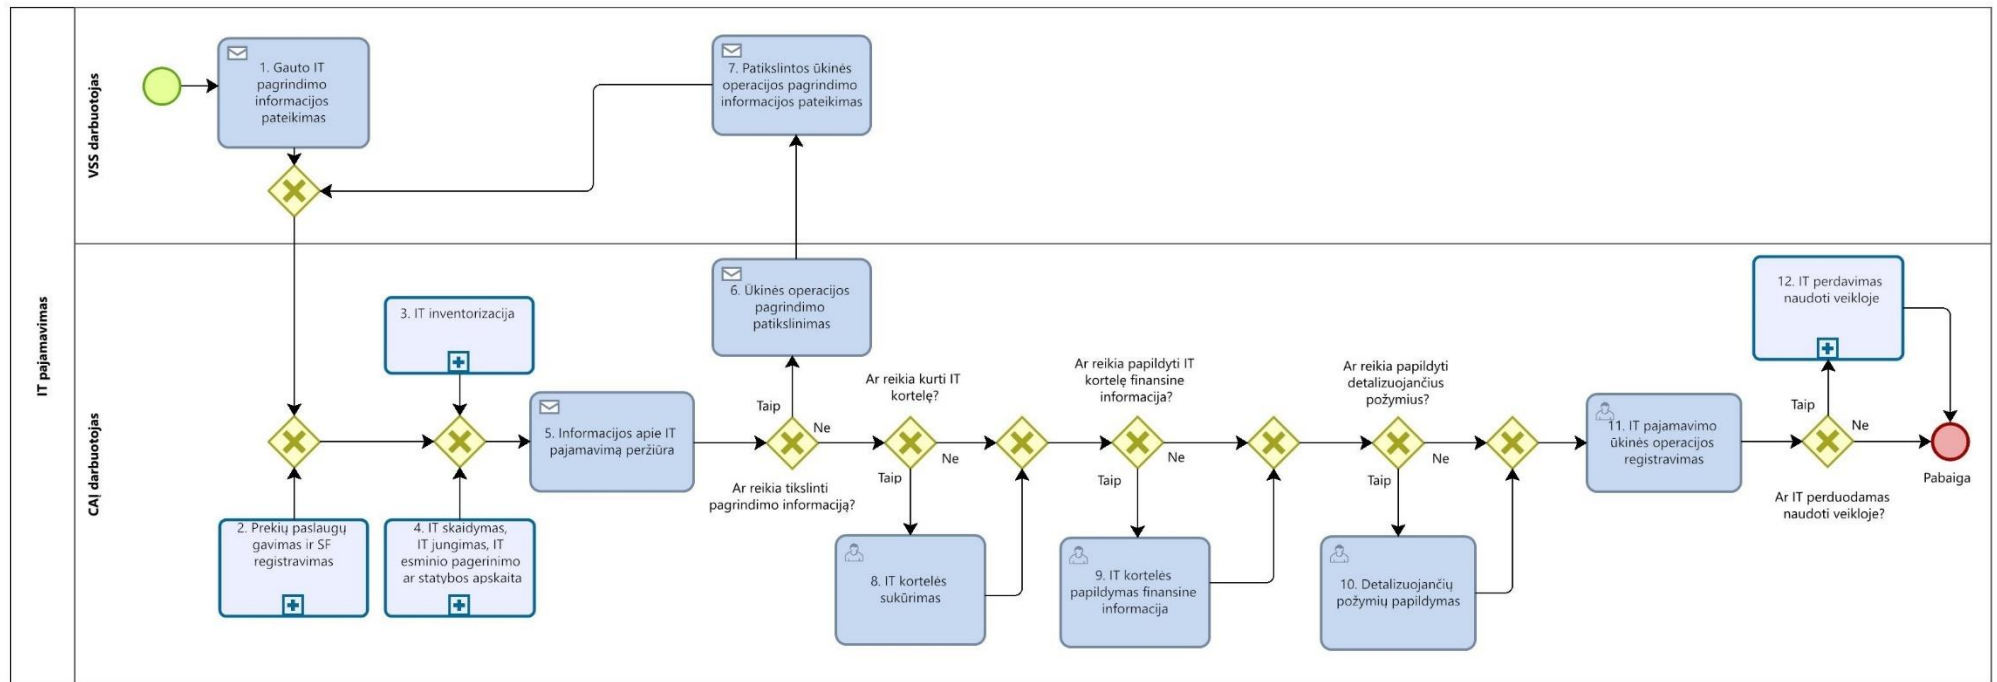 IT pajamavimas
VSS darbuotojas
1. Gauto IT
pagrindimo
informacijos
pateikimas
7. Patikslintos ūkinės
operacijos pagrindimo
informacijos pateikimas
CAĮ darbuotojas
3. IT inventorizacija
6. Ūkinės operacijos
pagrindimo
patikslinimas
12. IT perdavimas
naudoti veikloje
2. Prekių paslaugų
gavimas ir SF
registravimas
4. IT skaidymas,
IT jungimas, IT
esminio pagerinimo
ar statybos apskaita
5. Informacijos apie IT
pajamavimą peržiūra
Taip
Ne
Ar reikia tikslinti
pagrindimo informaciją?
Ar reikia kurti IT
kortelę?
Ne
Taip
8. IT kortelės
sukūrimas
Ar reikia papildyti IT
kortelę finansine
informacija?
Ne
Taip
9. IT kortelės
papildymas finansine
informacija
Ar reikia papildyti
detalizuojančius
požymius?
Ne
Taip
10. Detalizuojančių
požymių papildymas
11. IT pajamavimo
ūkinės operacijos
registravimas
Taip
Ne
Ar IT perduodamas
naudoti veikloje?
Pabaiga